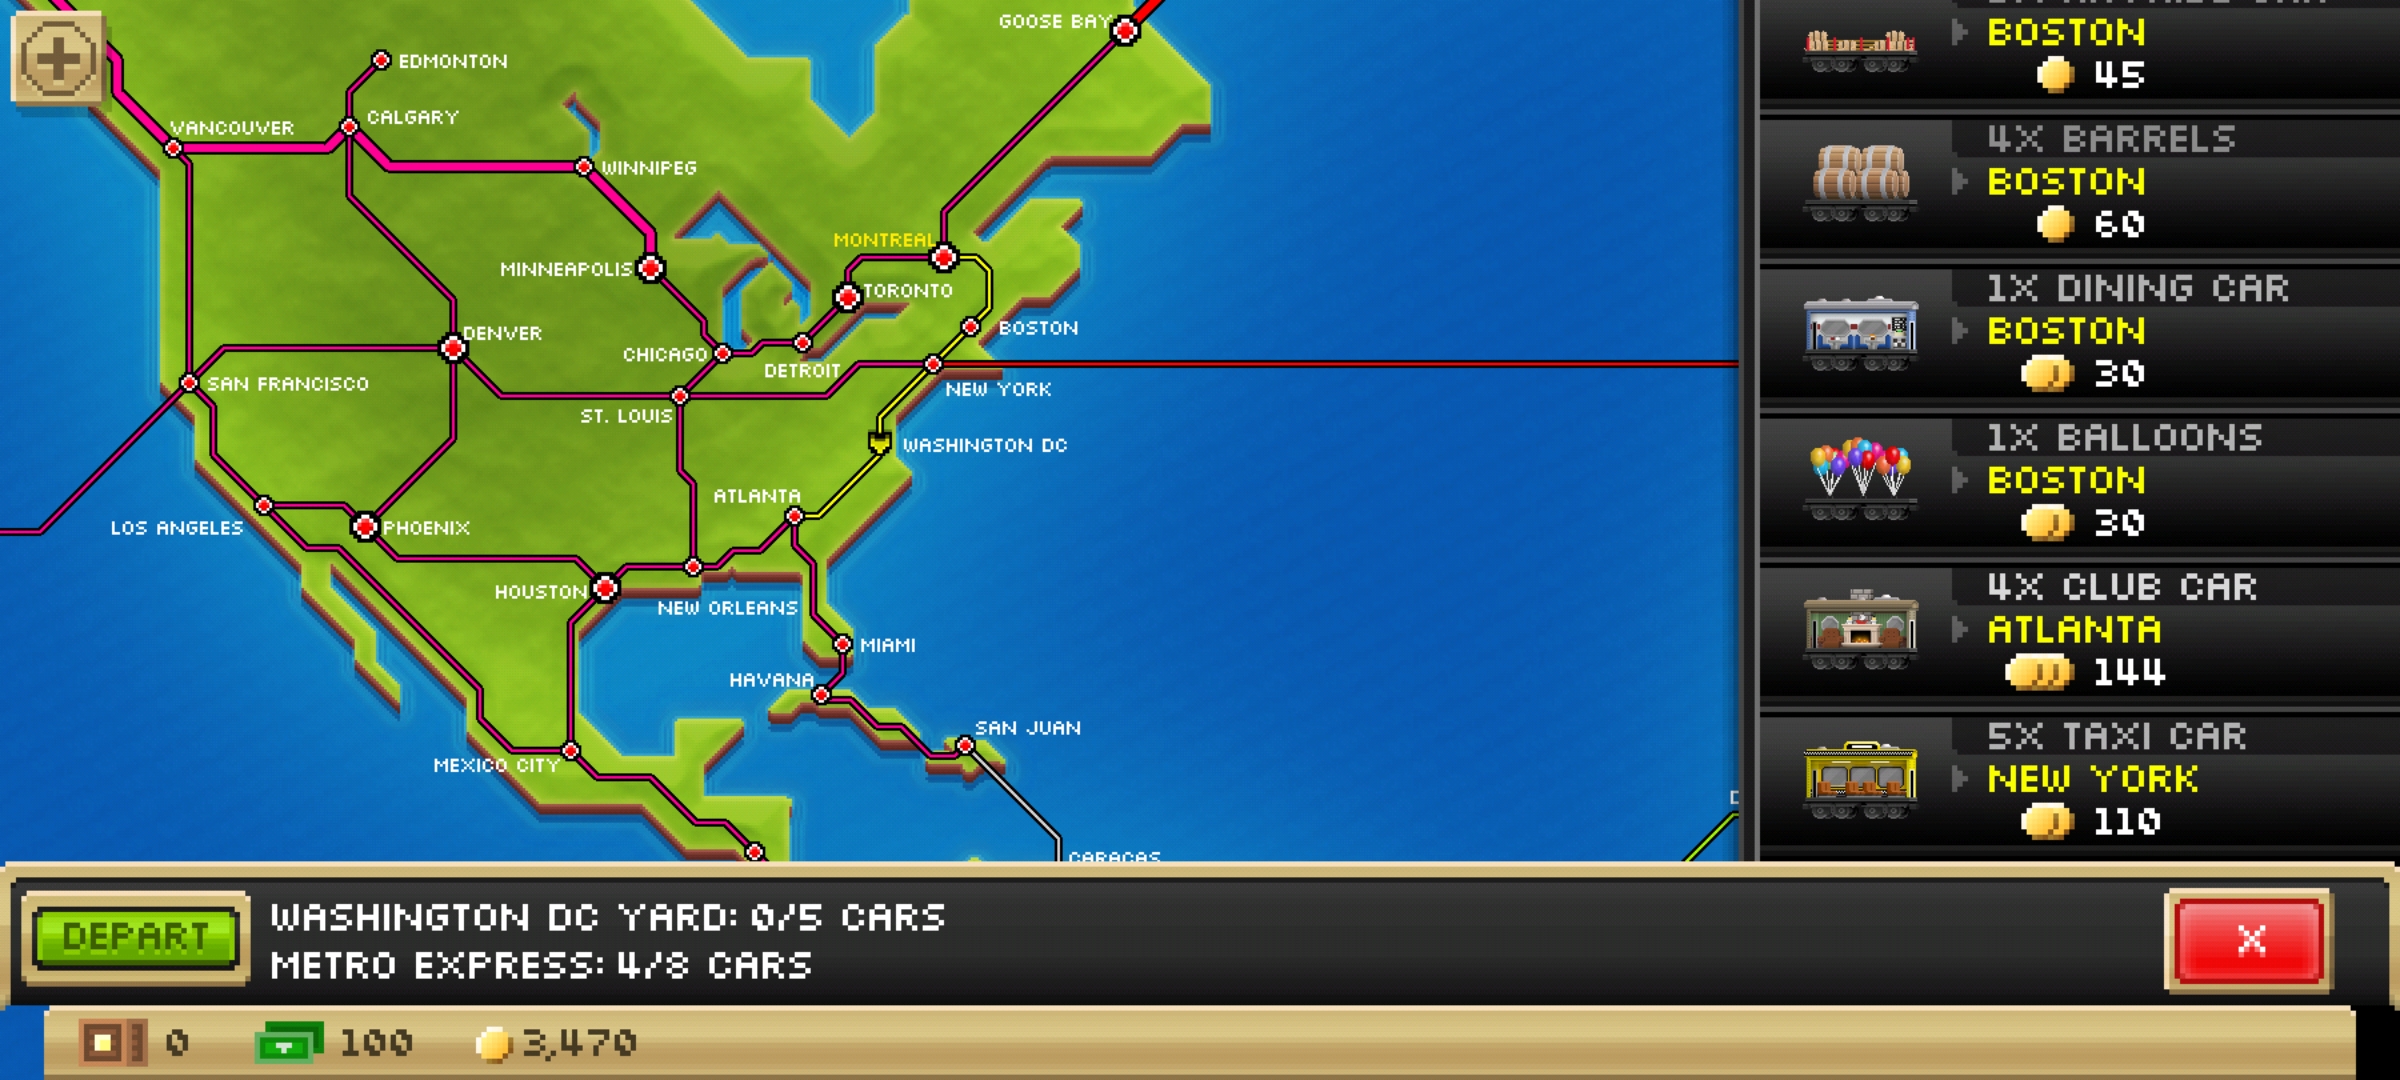 GOOSE BAY
EDMONTON
CALGARY
VANCOUVER
WINNIPEG
MONTREAL
MINNEAPOLIS
TORONTO
BOSTON
DENVER
CHICAGO
DETROIT
SAN FRANCISCO
NEW YORK
ST. LOUIS
WASHINGTON DC
ATLANTA
LOS ANGELES
PHOENIX
HOUSTON
NEW ORLEANS
MIAMI
HAVANA
SAN JUAN
MEXICO CITY
CARACAS
BOSTON
45
4X BARRELS
BOSTON
60
1X DINING CAR
BOSTON
30
1X BALLOONS
BOSTON
30
4X CLUB CAR
ATLANTA
144
5X TAXI CAR
NEW YORK
110
DEPART
WASHINGTON DC YARD: 0/5 CARS
METRO EXPRESS: 4/8 CARS
X
0
100
3,470